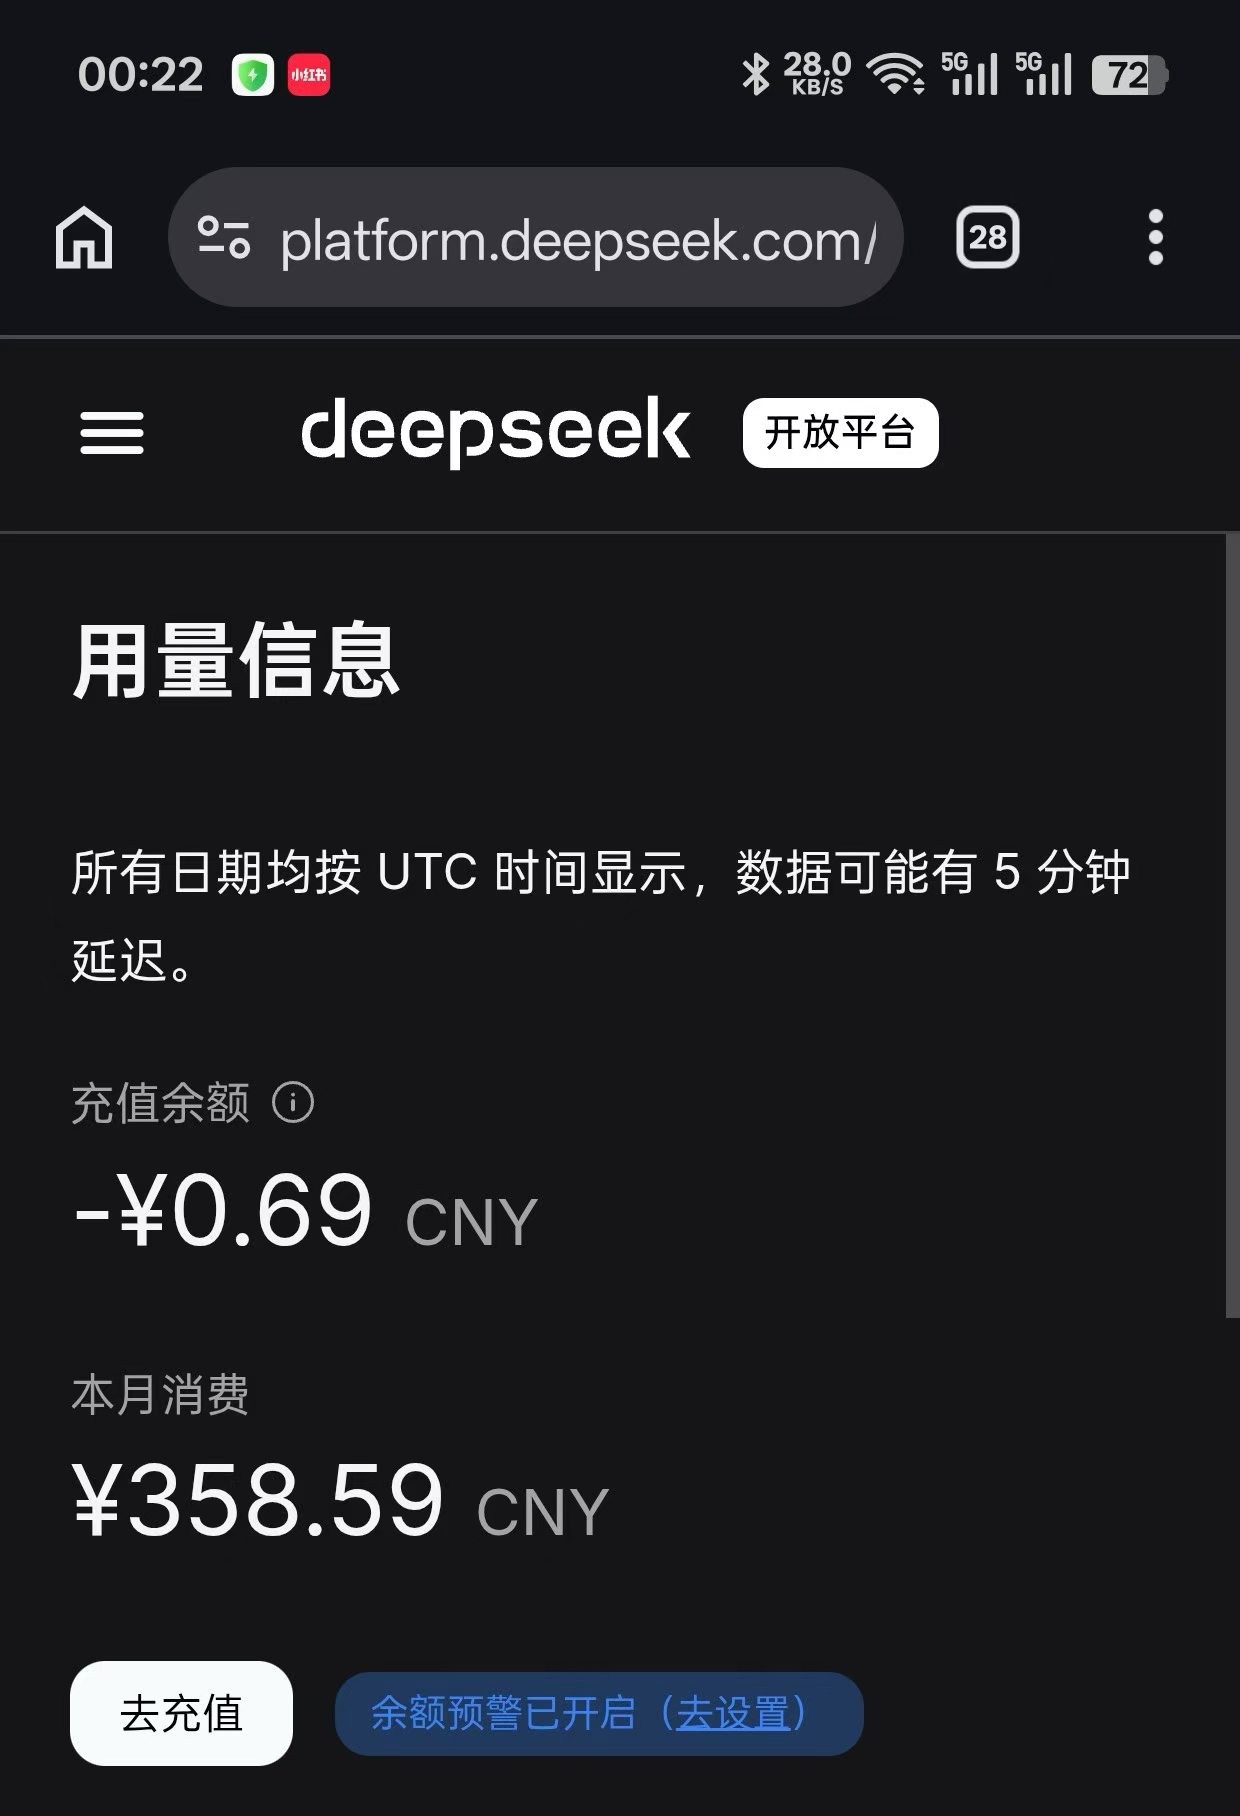 00:22 小红书 28.0 KB/S 5G 5G 72
platform.deepseek.com/ 28
deepseek 开放平台
用量信息
所有日期均按 UTC 时间显示，数据可能有 5 分钟
延迟。
充值余额
-¥0.69 CNY
本月消费
¥358.59 CNY
去充值 余额预警已开启（去设置）